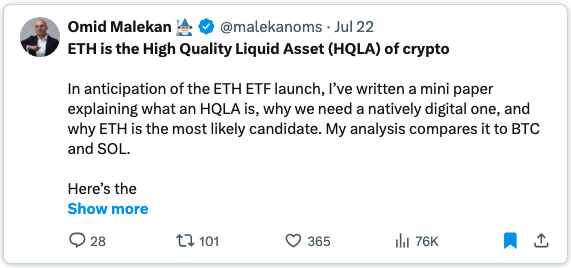 Omid Malekan @malekanoms · Jul 22
ETH is the High Quality Liquid Asset (HQLA) of crypto
In anticipation of the ETH ETF launch, I’ve written a mini paper
explaining what an HQLA is, why we need a natively digital one, and
why ETH is the most likely candidate. My analysis compares it to BTC
and SOL.
Here’s the
Show more
28 101 365 76K